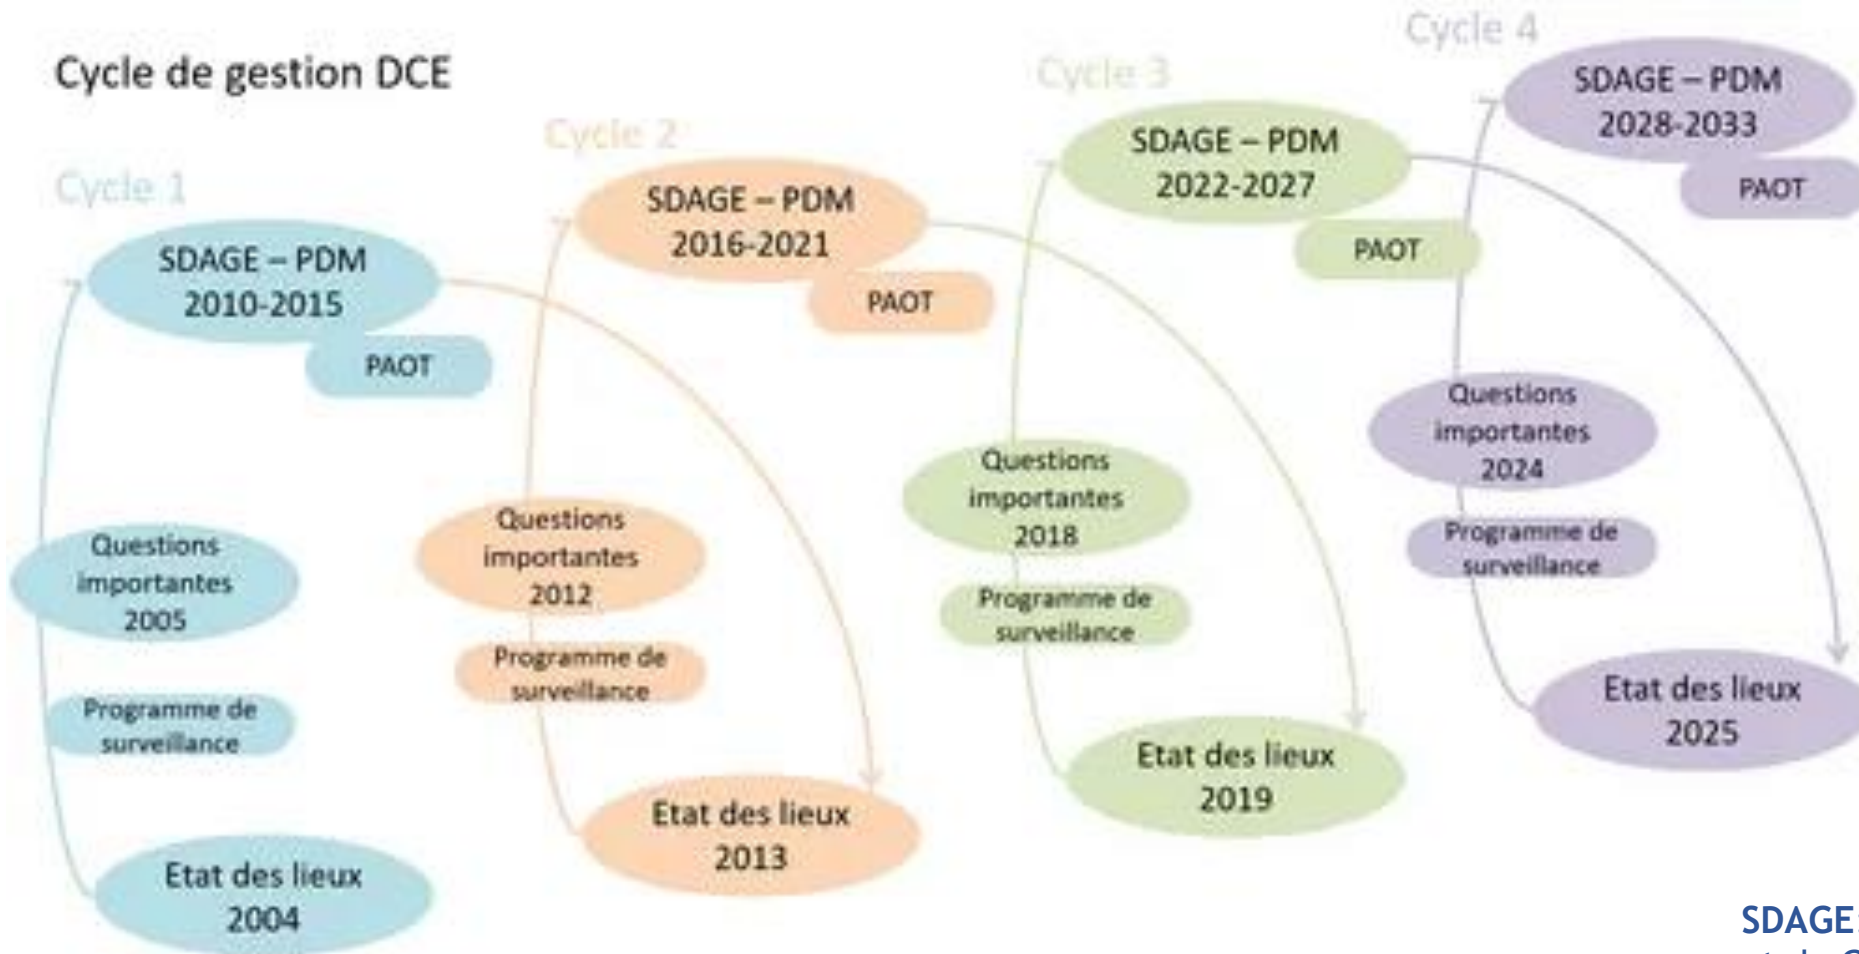 Cycle de gestion DCE
Cycle 1
SDAGE – PDM
2010-2015
PAOT
Questions
importantes
2005
Programme de
surveillance
Etat des lieux
2004
Cycle 2
SDAGE – PDM
2016-2021
PAOT
Questions
importantes
2012
Programme de
surveillance
Etat des lieux
2013
Cycle 3
SDAGE – PDM
2022-2027
PAOT
Questions
importantes
2018
Programme de
surveillance
Etat des lieux
2019
Cycle 4
SDAGE – PDM
2028-2033
PAOT
Questions
importantes
2024
Programme de
surveillance
Etat des lieux
2025
SDAGE